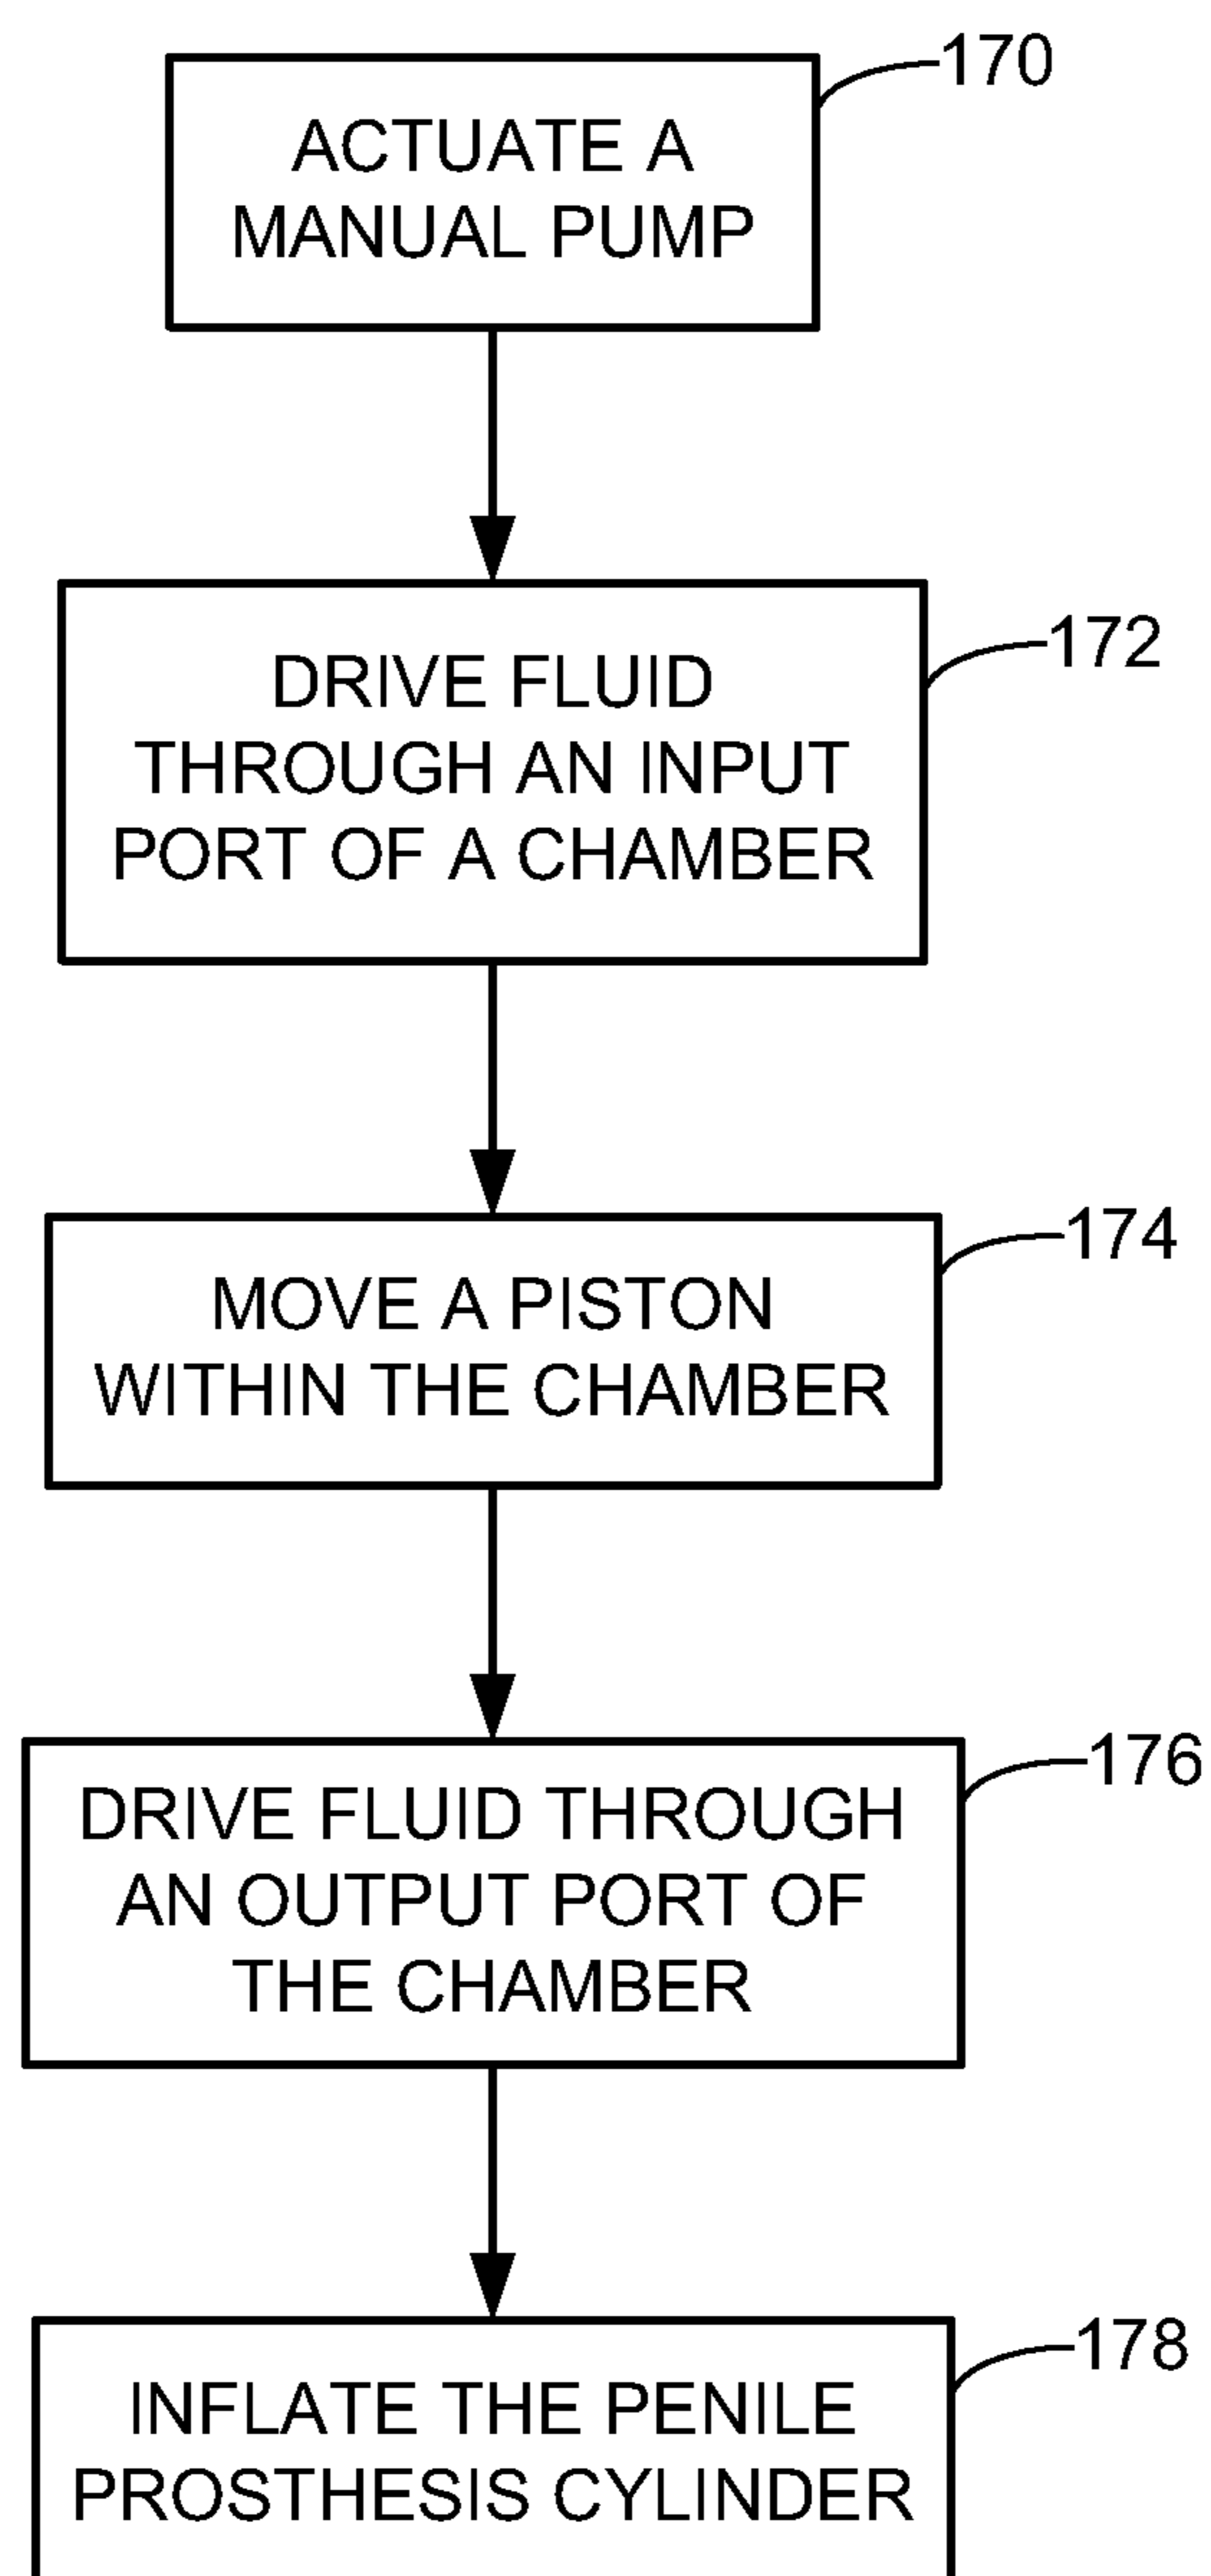 170
ACTUATE A
MANUAL PUMP
172
DRIVE FLUID
THROUGH AN INPUT
PORT OF A CHAMBER
174
MOVE A PISTON
WITHIN THE CHAMBER
176
DRIVE FLUID THROUGH
AN OUTPUT PORT OF
THE CHAMBER
178
INFLATE THE PENILE
PROSTHESIS CYLINDER